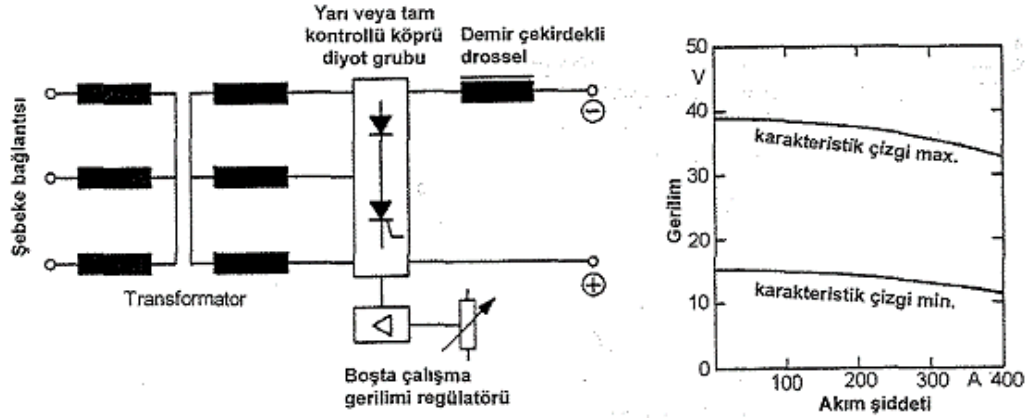 Yarı veya tam
kontrollü köprü
diyot grubu
Demir çekirdekli
drossel
Şebeke bağlantısı
Transformator
Boşta çalışma
gerilimi regülatörü
−
+
50
V
40
30
20
10
0
Gerilim
karakteristik çizgi max.
karakteristik çizgi min.
100
200
300
A
400
Akım şiddeti